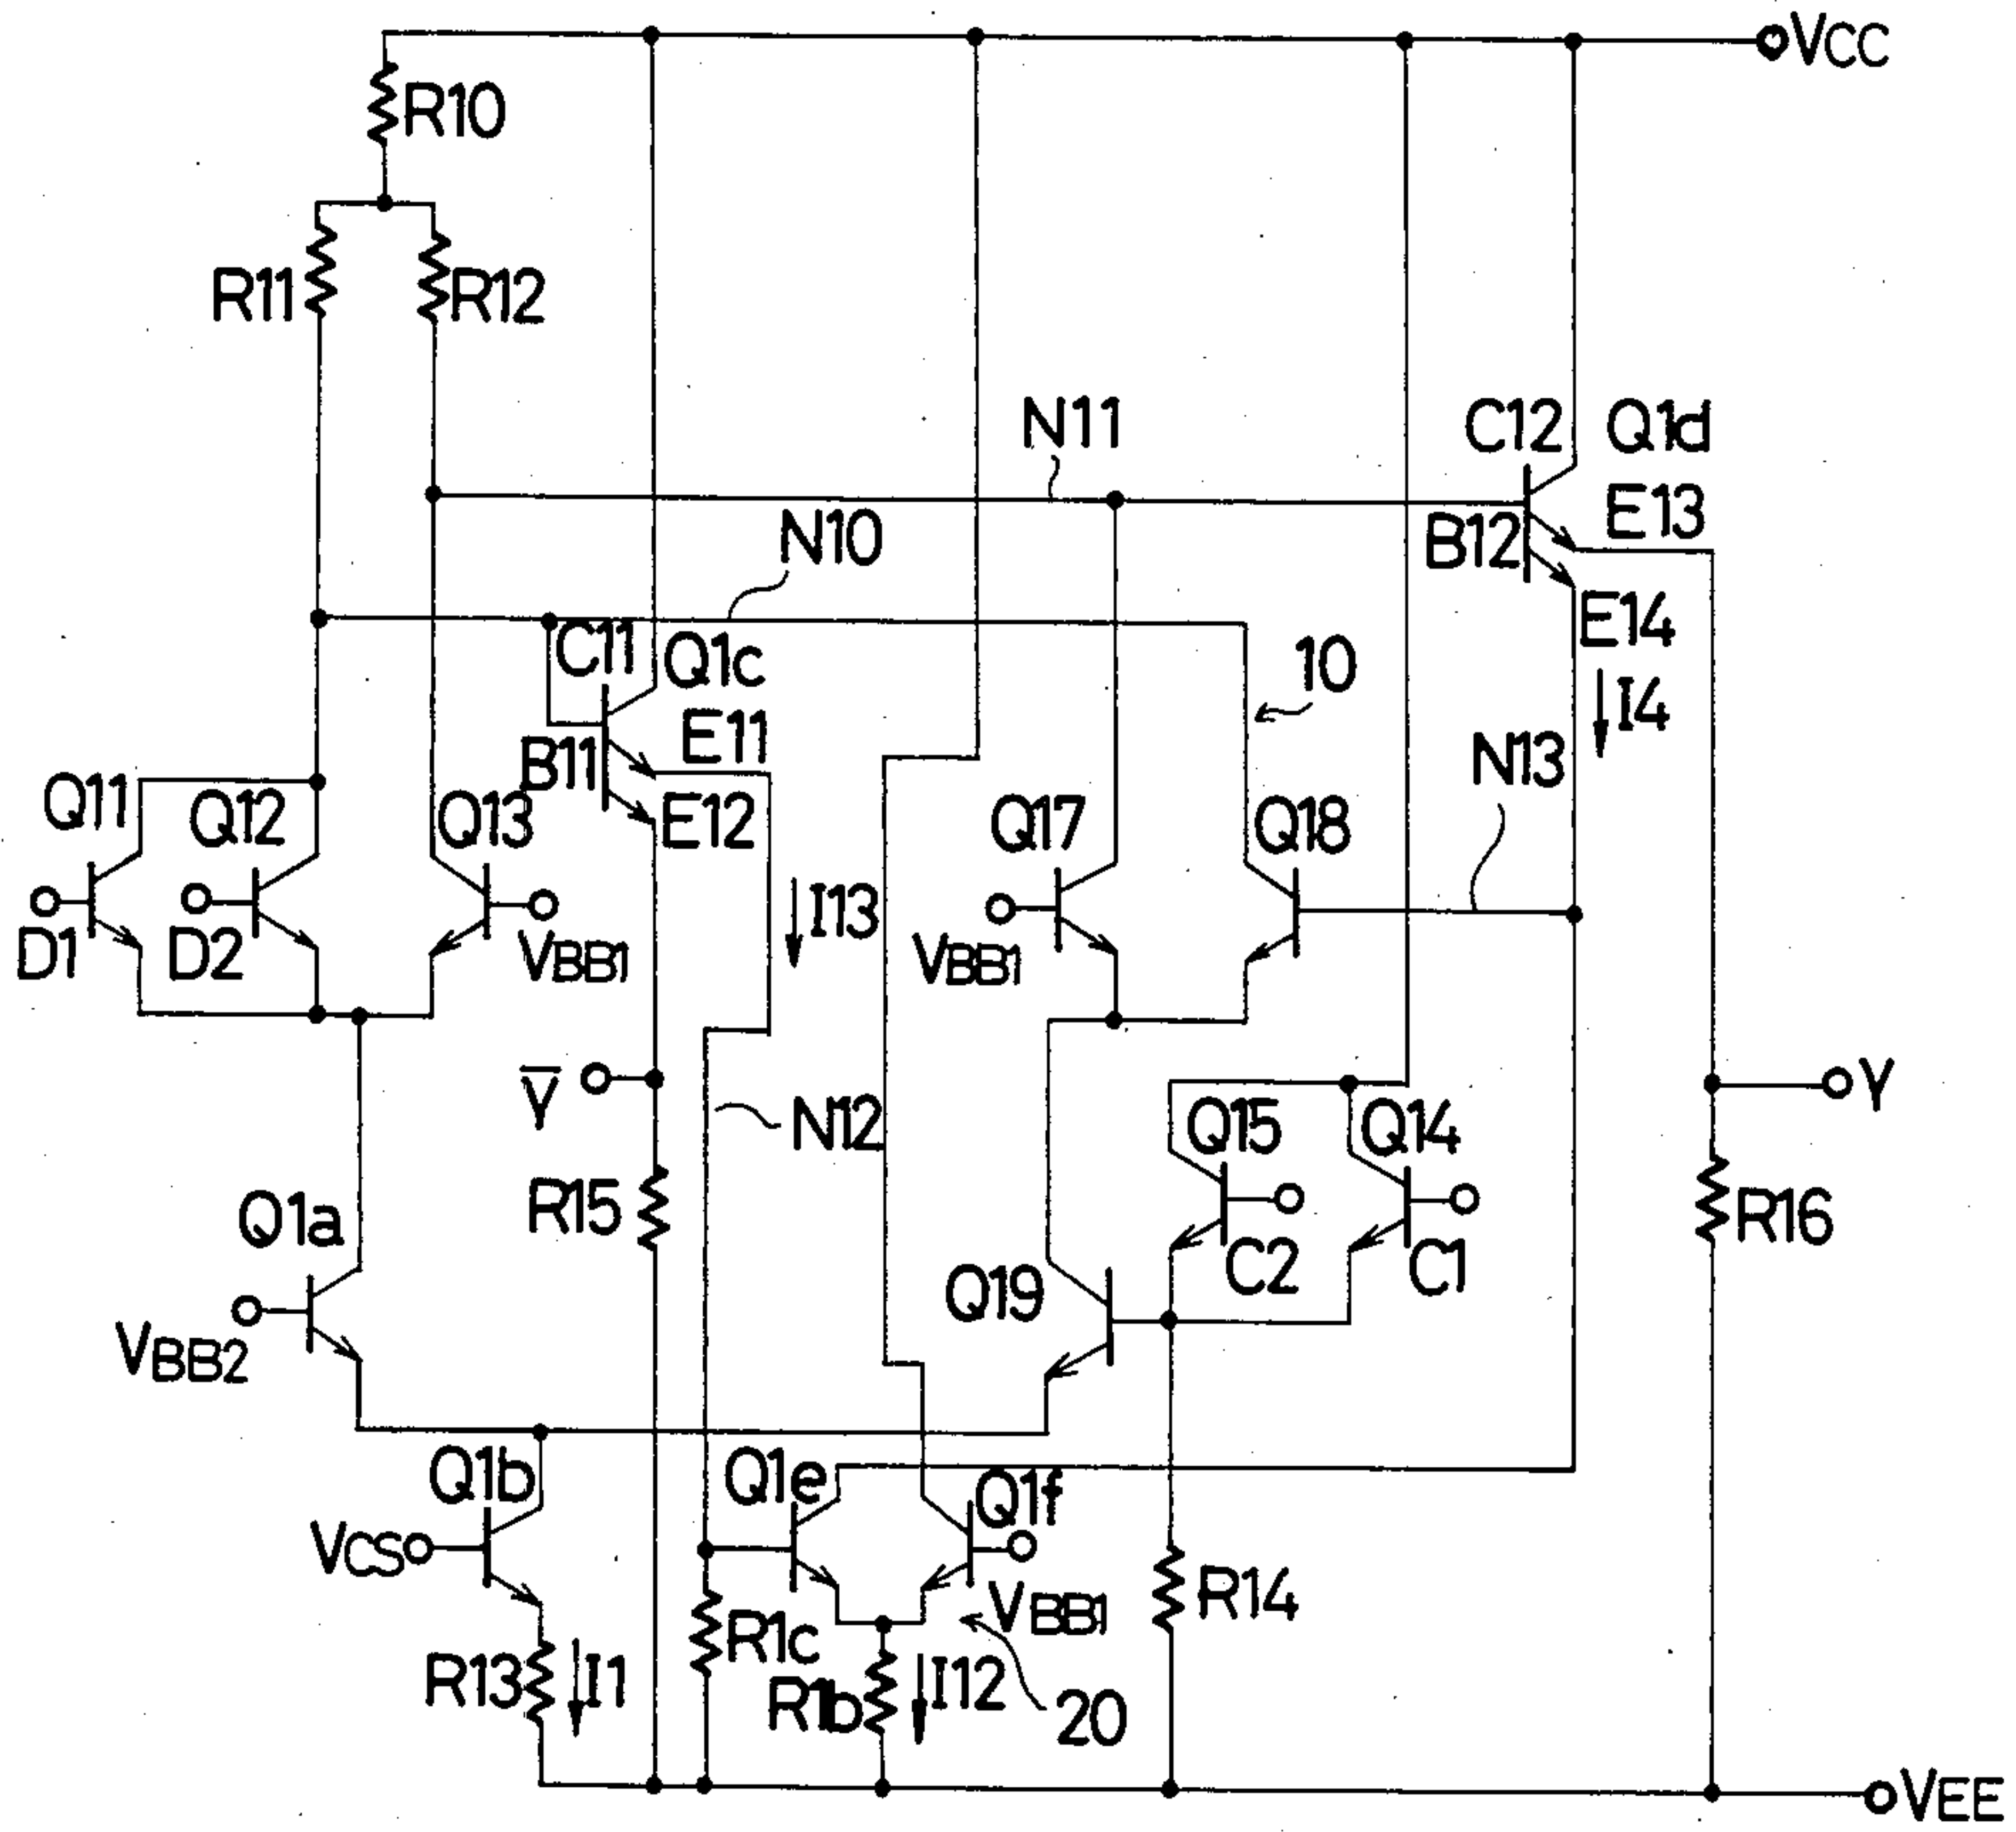 VCC
R10
R11
R12
N11
C12
Q1d
N10
B12
E13
C11
Q1c
E14
10
B11
E11
I4
N13
Q11
Q12
Q13
E12
Q17
Q18
I13
D1
D2
VBB1
VBB1
Y
Y
N12
Q15
Q14
Q1a
R15
R16
C2
C1
Q19
VBB2
Q1b
Q1e
Q1f
VCS
R14
VBB1
R1c
R13
I1
R1b
I12
20
VEE